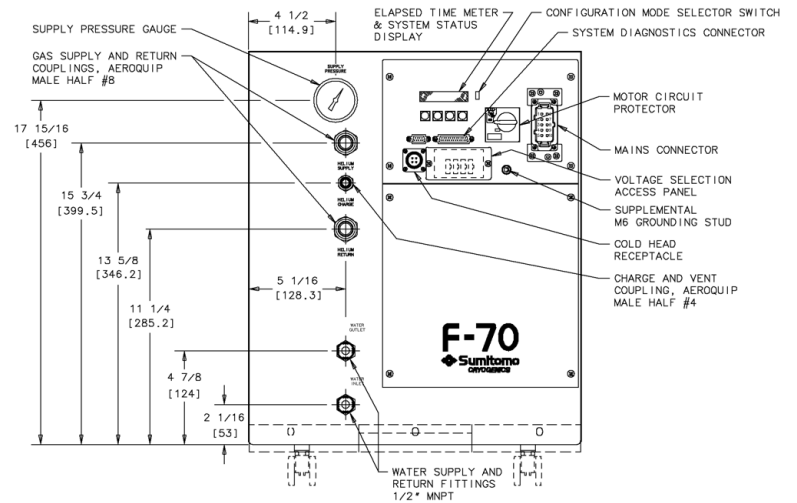 SUPPLY PRESSURE GAUGE
GAS SUPPLY AND RETURN
COUPLINGS, AEROQUIP
MALE HALF #8
4 1/2
[114.9]
ELAPSED TIME METER
& SYSTEM STATUS
DISPLAY
CONFIGURATION MODE SELECTOR SWITCH
SYSTEM DIAGNOSTICS CONNECTOR
MOTOR CIRCUIT
PROTECTOR
MAINS CONNECTOR
VOLTAGE SELECTION
ACCESS PANEL
SUPPLEMENTAL
M6 GROUNDING STUD
COLD HEAD
RECEPTACLE
CHARGE AND VENT
COUPLING, AEROQUIP
MALE HALF #4
SUPPLY
PRESSURE
HELIUM
SUPPLY
HELIUM
CHARGE
HELIUM
RETURN
17 15/16
[456]
15 3/4
[399.5]
13 5/8
[346.2]
11 1/4
[285.2]
5 1/16
[128.3]
WATER
OUTLET
4 7/8
[124]
WATER
INLET
2 1/16
[53]
F-70
Sumitomo
CRYOGENICS
WATER SUPPLY AND
RETURN FITTINGS
1/2" MNPT